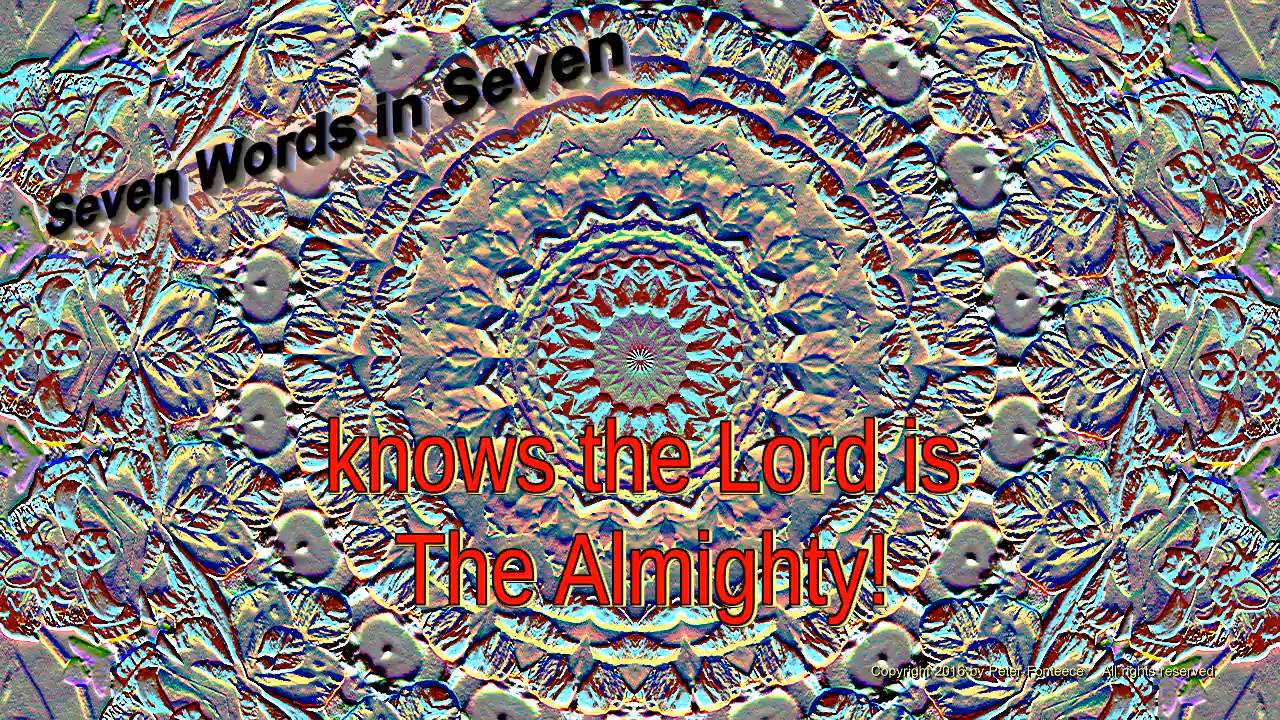 Seven Words in Seven
knows the Lord is
The Almighty!
Copyright 2016 by Peter Fonteece All rights reserved